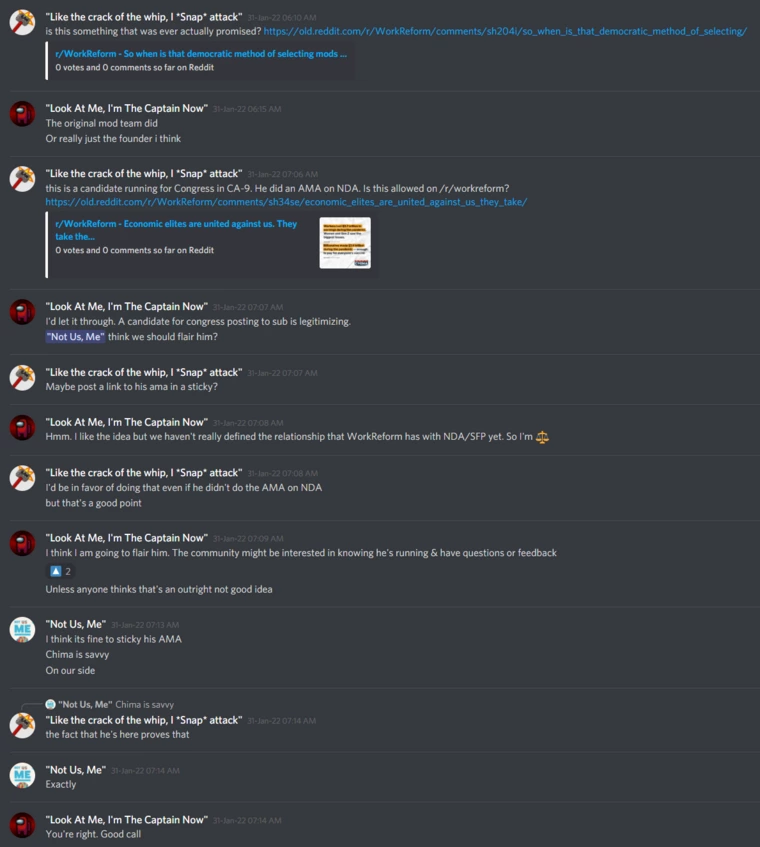 "Like the crack of the whip, I *Snap* attack" 31-Jan-22 06:10 AM
is this something that was ever actually promised? https://old.reddit.com/r/WorkReform/comments/sh204i/so_when_is_that_democratic_method_of_selecting/
r/WorkReform - So when is that democratic method of selecting mods ...
0 votes and 0 comments so far on Reddit
"Look At Me, I'm The Captain Now" 31-Jan-22 06:15 AM
The original mod team did
Or really just the founder i think
"Like the crack of the whip, I *Snap* attack" 31-Jan-22 07:06 AM
this is a candidate running for Congress in CA-9. He did an AMA on NDA. Is this allowed on /r/workreform?
https://old.reddit.com/r/WorkReform/comments/sh34se/economic_elites_are_united_against_us_they_take/
r/WorkReform - Economic elites are united against us. They
take the...
0 votes and 0 comments so far on Reddit
"Look At Me, I'm The Captain Now" 31-Jan-22 07:07 AM
I'd let it through. A candidate for congress posting to sub is legitimizing.
"Not Us, Me" think we should flair him?
"Like the crack of the whip, I *Snap* attack" 31-Jan-22 07:07 AM
Maybe post a link to his ama in a sticky?
"Look At Me, I'm The Captain Now" 31-Jan-22 07:08 AM
Hmm. I like the idea but we haven't really defined the relationship that WorkReform has with NDA/SFP yet. So I'm ⚖️
"Like the crack of the whip, I *Snap* attack" 31-Jan-22 07:08 AM
I'd be in favor of doing that even if he didn't do the AMA on NDA
but that's a good point
"Look At Me, I'm The Captain Now" 31-Jan-22 07:09 AM
I think I am going to flair him. The community might be interested in knowing he's running & have questions or feedback
2
Unless anyone thinks that's an outright not good idea
"Not Us, Me" 31-Jan-22 07:13 AM
I think its fine to sticky his AMA
Chima is savvy
On our side
"Not Us, Me" Chima is savvy
"Like the crack of the whip, I *Snap* attack" 31-Jan-22 07:14 AM
the fact that he's here proves that
"Not Us, Me" 31-Jan-22 07:14 AM
Exactly
"Look At Me, I'm The Captain Now" 31-Jan-22 07:14 AM
You're right. Good call